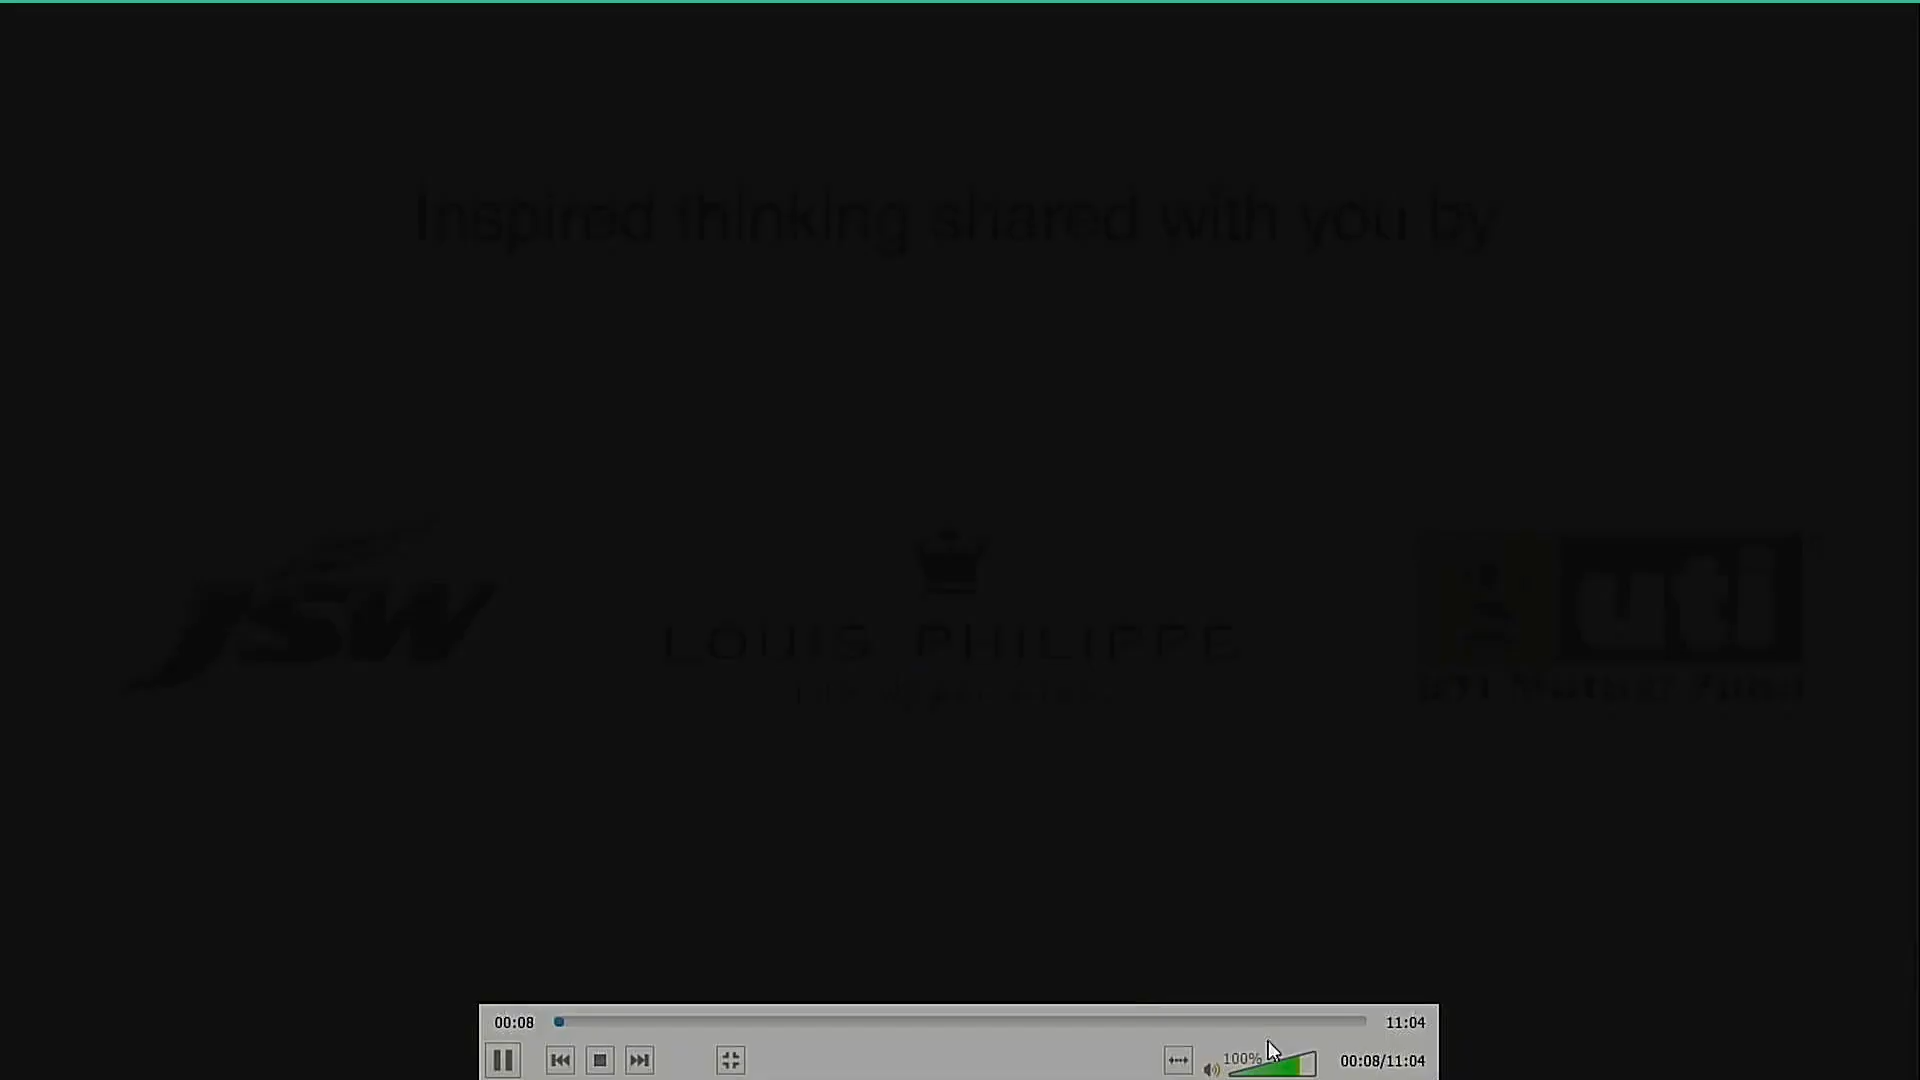 Inspired thinking shared with you by
JSW
LOUIS PHILIPPE
uti
UTI Mutual Fund
00:08
11:04
100%
00:08/11:04